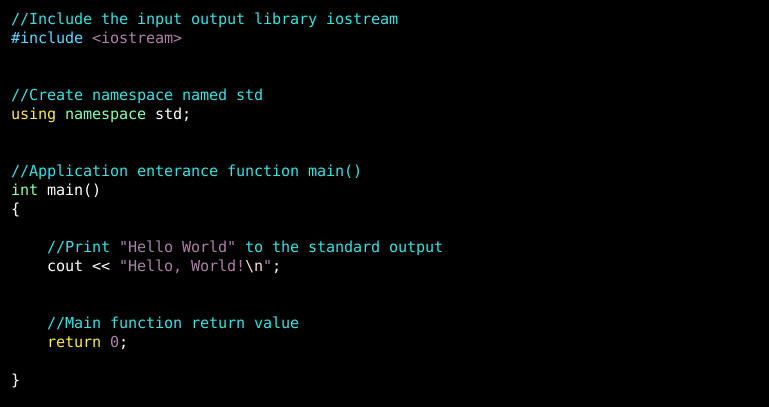 //Include the input output library iostream
#include <iostream>
//Create namespace named std
using namespace std;
//Application enterance function main()
int main()
{
//Print "Hello World" to the standard output
cout << "Hello, World!\n";
//Main function return value
return 0;
}